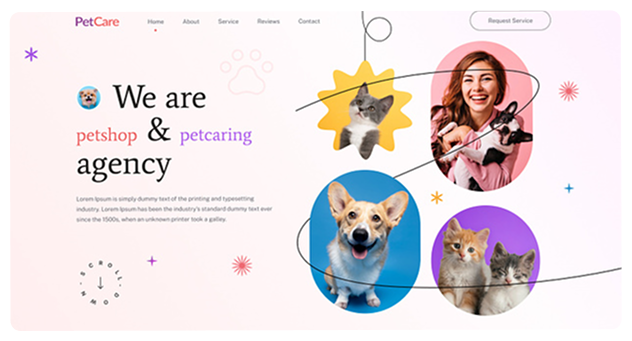 PetCare
Home About Service Reviews Contact
Request Service
We are
petshop & petcaring
agency
Lorem Ipsum is simply dummy text of the printing and typesetting
industry. Lorem Ipsum has been the industry's standard dummy text ever
since the 1500s, when an unknown printer took a galley.
SCROLL
DOWN